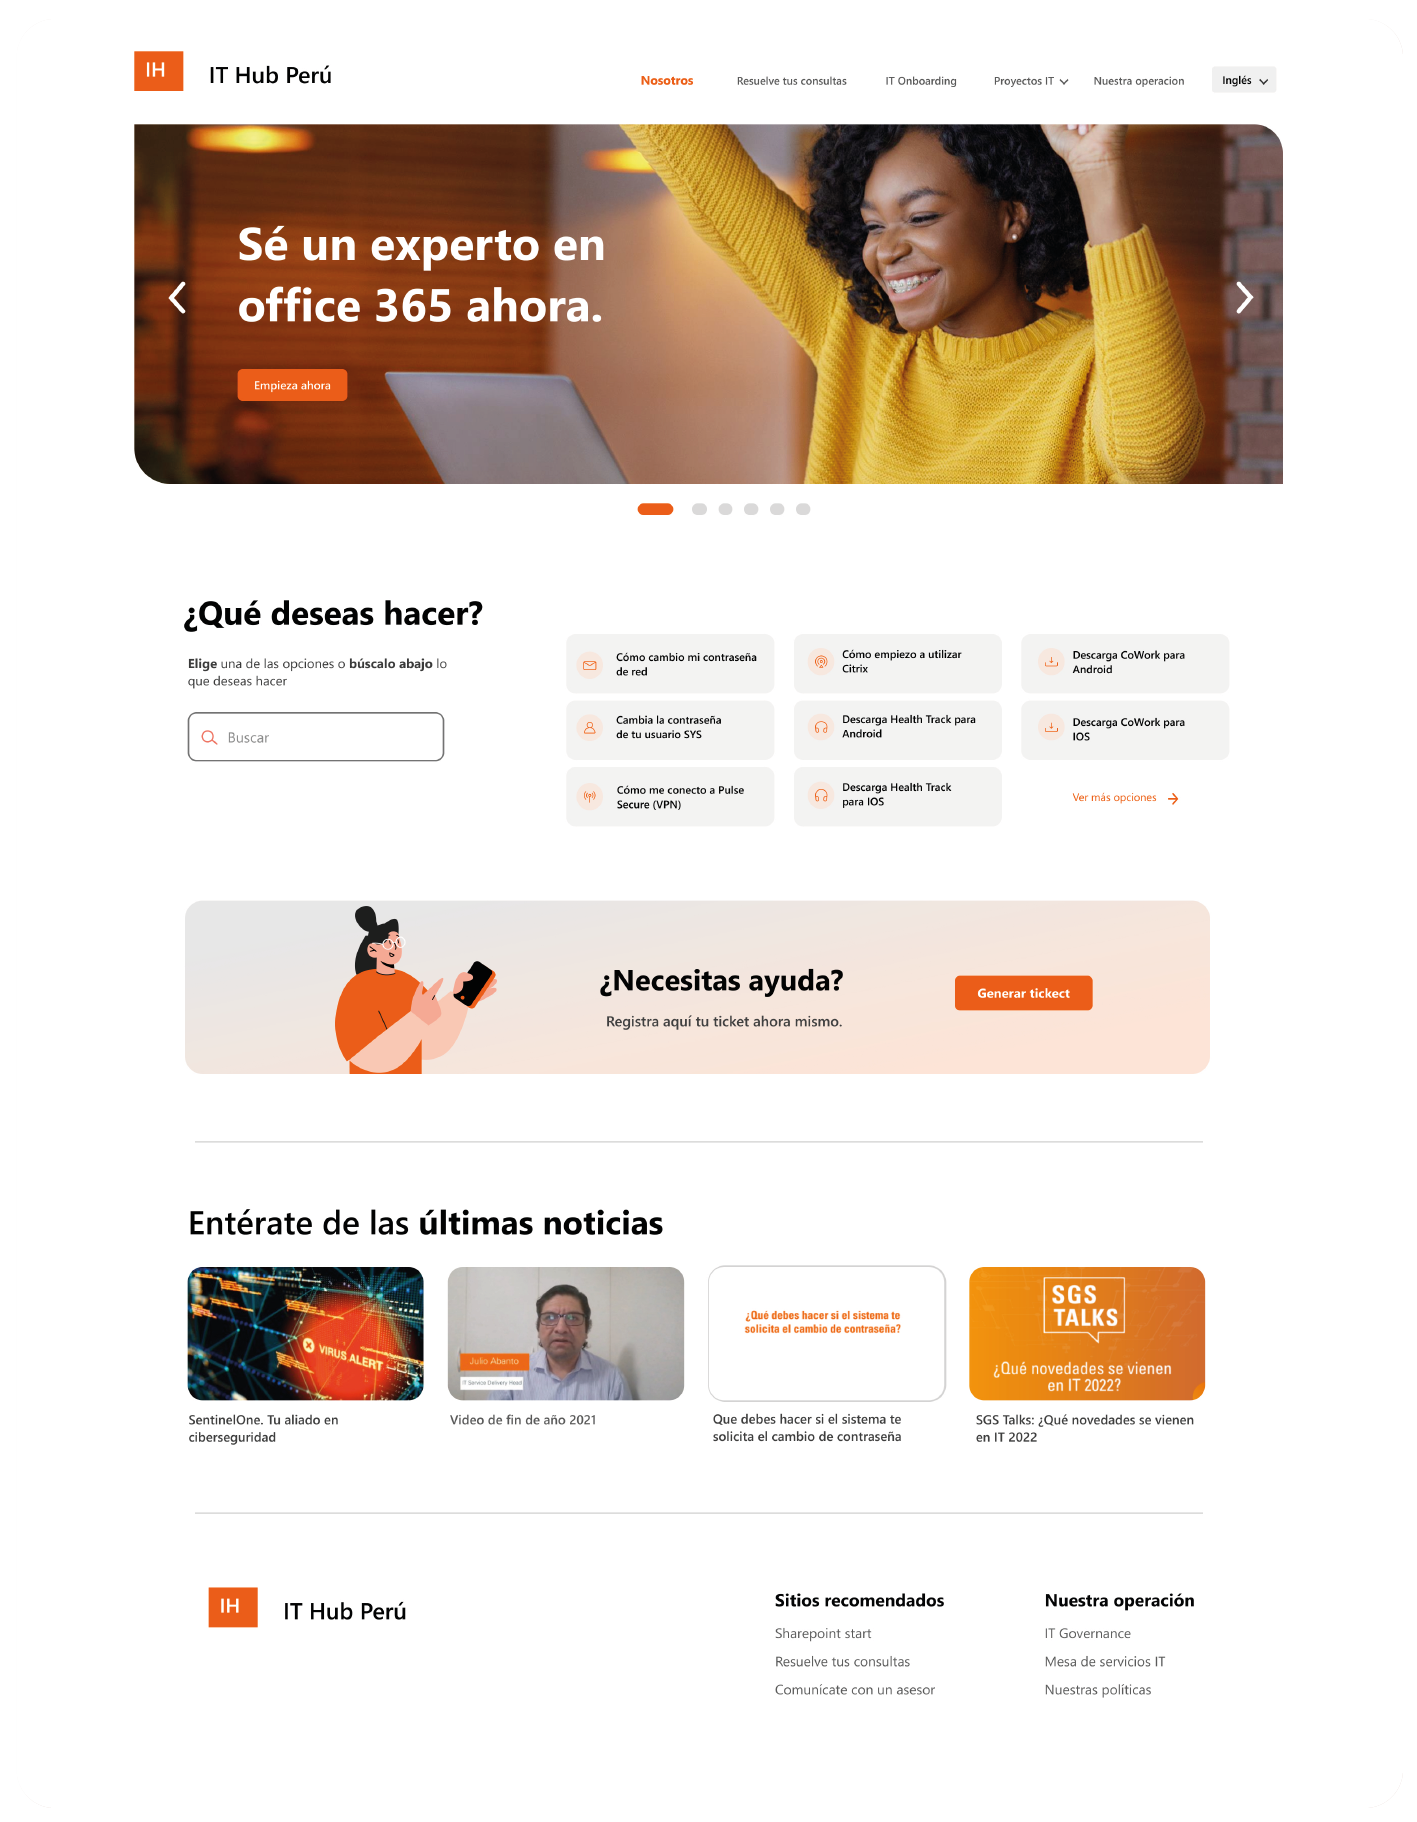 IH
IT Hub Perú
Nosotros
Resuelve tus consultas
IT Onboarding
Proyectos IT
Nuestra operacion
Inglés
Sé un experto en
office 365 ahora.
Empieza ahora
¿Qué deseas hacer?
Elige una de las opciones o búscalo abajo lo
que deseas hacer
Buscar
Cómo cambio mi contraseña
de red
Cómo empiezo a utilizar
Citrix
Descarga CoWork para
Android
Cambia la contraseña
de tu usuario SYS
Descarga Health Track para
Android
Descarga CoWork para
IOS
Cómo me conecto a Pulse
Secure (VPN)
Descarga Health Track
para IOS
Ver más opciones
¿Necesitas ayuda?
Registra aquí tu ticket ahora mismo.
Generar tickect
Entérate de las últimas noticias
VIRUS ALERT
Julio Abanto
IT Service Delivery Head
¿Qué debes hacer si el sistema te
solicita el cambio de contraseña?
SGS
TALKS
¿Qué novedades se vienen
en IT 2022?
SentinelOne. Tu aliado en
ciberseguridad
Video de fin de año 2021
Que debes hacer si el sistema te
solicita el cambio de contraseña
SGS Talks: ¿Qué novedades se vienen
en IT 2022
IH
IT Hub Perú
Sitios recomendados
Sharepoint start
Resuelve tus consultas
Comunícate con un asesor
Nuestra operación
IT Governance
Mesa de servicios IT
Nuestras políticas